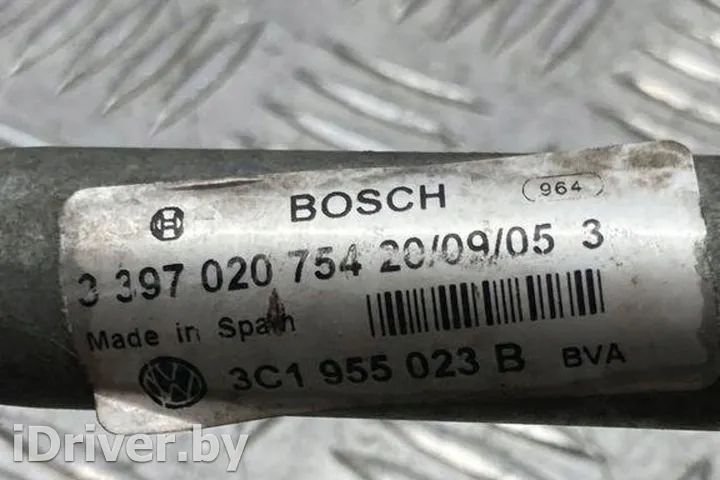 BOSCH 964
3 397 020 754 20/09/05 3
Made in Spain
3C1 955 023 B BVA
iDriver.by